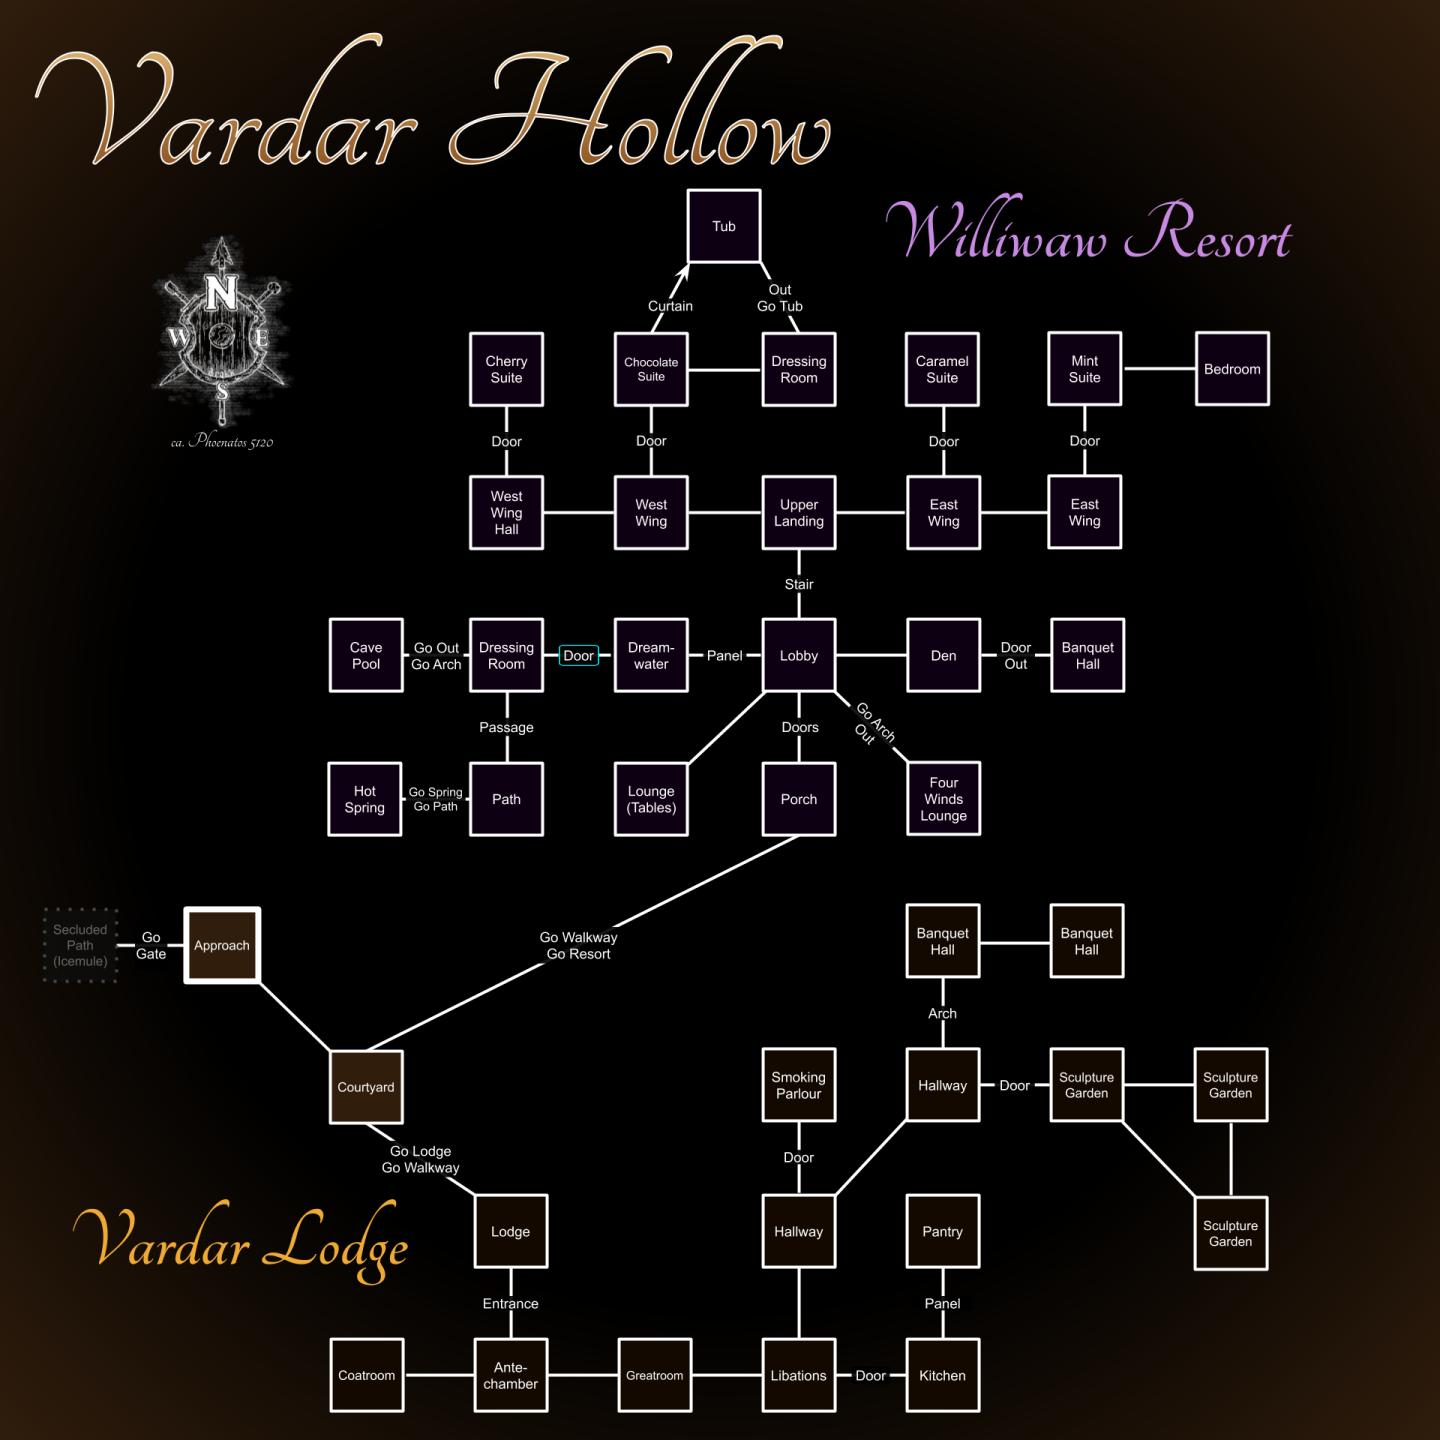 Vardar Hollow
Williwaw Resort
Tub
N
W
E
S
ca. Phoenatos 5120
Curtain
Out
Go Tub
Cherry
Suite
Chocolate
Suite
Dressing
Room
Caramel
Suite
Mint
Suite
Bedroom
Door
Door
Door
Door
West
Wing
Hall
West
Wing
Upper
Landing
East
Wing
East
Wing
Stair
Cave
Pool
Go Out
Go Arch
Dressing
Room
Door
Dream-
water
Panel
Lobby
Den
Door
Out
Banquet
Hall
Passage
Doors
Go Arch
Out
Hot
Spring
Go Spring
Go Path
Path
Lounge
(Tables)
Porch
Four
Winds
Lounge
Secluded
Path
(Icemule)
Go
Gate
Approach
Go Walkway
Go Resort
Banquet
Hall
Banquet
Hall
Arch
Courtyard
Smoking
Parlour
Hallway
Door
Sculpture
Garden
Sculpture
Garden
Go Lodge
Go Walkway
Door
Vardar Lodge
Lodge
Hallway
Pantry
Sculpture
Garden
Entrance
Panel
Coatroom
Ante-
chamber
Greatroom
Libations
Door
Kitchen